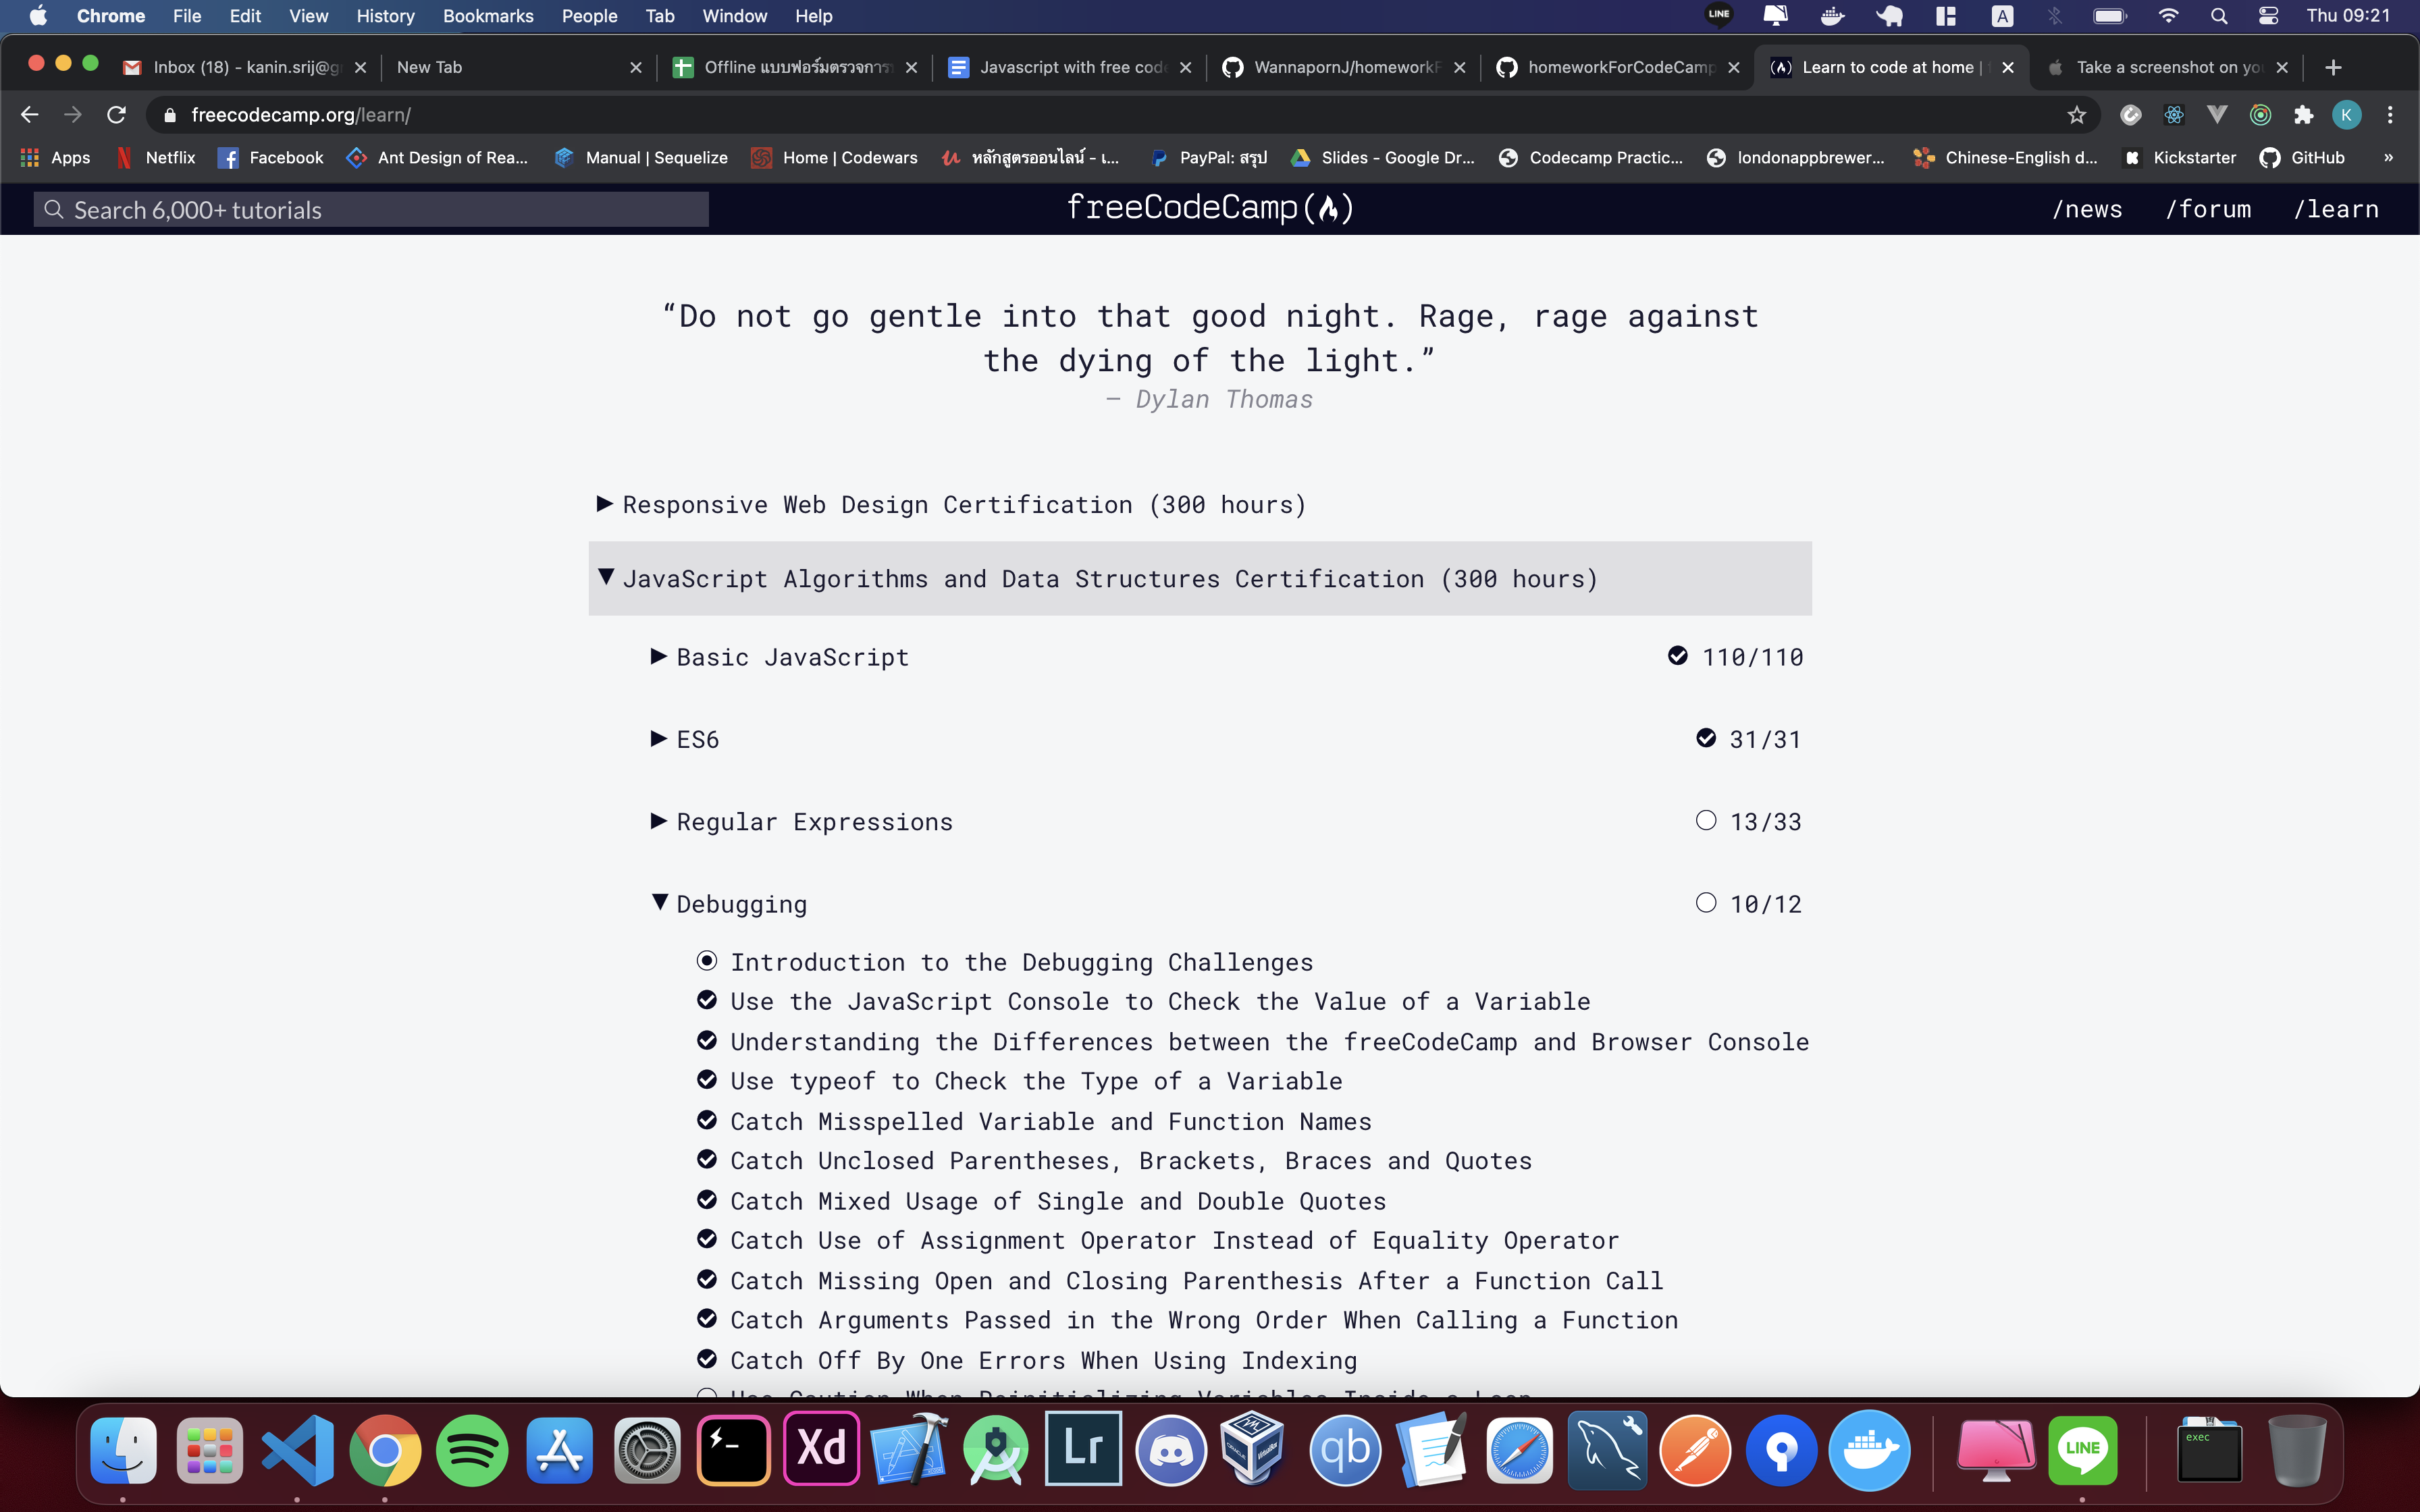 Chrome File Edit View History Bookmarks People Tab Window Help LINE A Thu 09:21
Inbox (18) - kanin.srij@g New Tab Offline แบบฟอร์มตรวจการ Javascript with free cod WannapornJ/homeworkF homeworkForCodeCamp Learn to code at home | Take a screenshot on yo
freecodecamp.org/learn/ K
Apps Netflix Facebook Ant Design of Rea... Manual | Sequelize Home | Codewars หลักสูตรออนไลน์ - เ... PayPal: สรุป Slides - Google Dr... Codecamp Practic... londonappbrewer... Chinese-English d... Kickstarter GitHub »
Search 6,000+ tutorials freeCodeCamp /news /forum /learn
“Do not go gentle into that good night. Rage, rage against
the dying of the light.”
— Dylan Thomas
Responsive Web Design Certification (300 hours)
JavaScript Algorithms and Data Structures Certification (300 hours)
Basic JavaScript 110/110
ES6 31/31
Regular Expressions 13/33
Debugging 10/12
Introduction to the Debugging Challenges
Use the JavaScript Console to Check the Value of a Variable
Understanding the Differences between the freeCodeCamp and Browser Console
Use typeof to Check the Type of a Variable
Catch Misspelled Variable and Function Names
Catch Unclosed Parentheses, Brackets, Braces and Quotes
Catch Mixed Usage of Single and Double Quotes
Catch Use of Assignment Operator Instead of Equality Operator
Catch Missing Open and Closing Parenthesis After a Function Call
Catch Arguments Passed in the Wrong Order When Calling a Function
Catch Off By One Errors When Using Indexing
Use Caution When Reinitializing Variables Inside a Loop
Xd Lr qb LINE exec